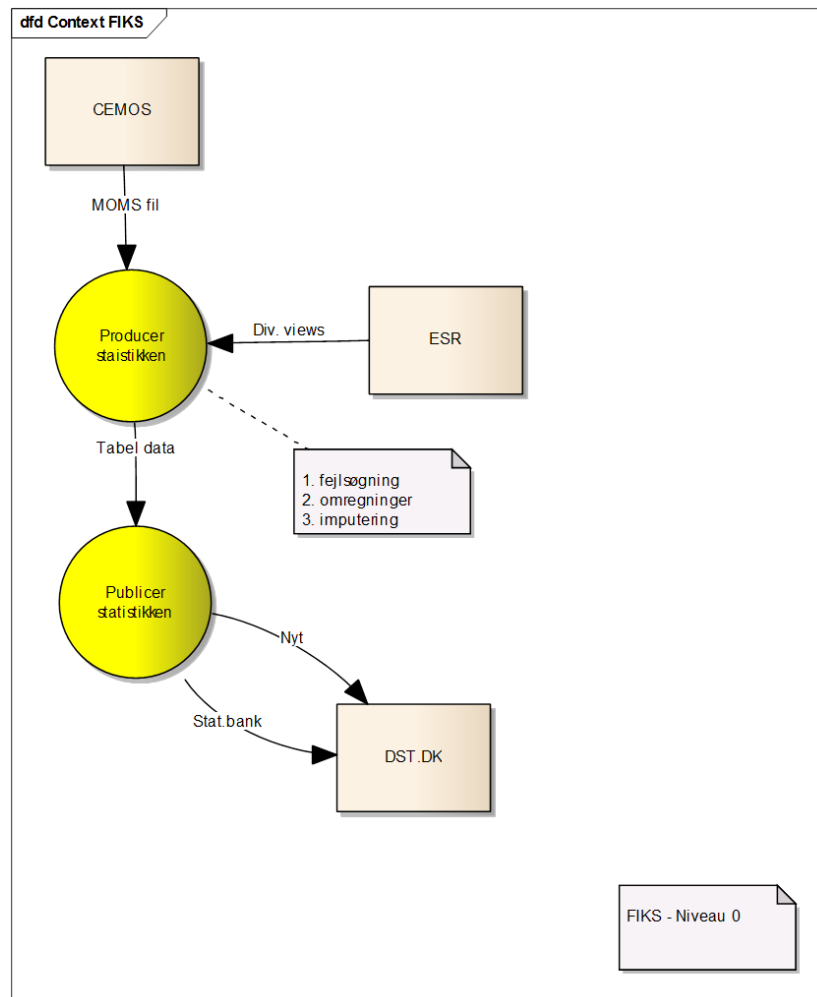 dfd Context FIKS
CEMOS
MOMS fil
Producer
staistikken
Div. views
ESR
Tabel data
1. fejlsøgning
2. omregninger
3. imputering
Publicer
statistikken
Nyt
Stat.bank
DST.DK
FIKS - Niveau 0